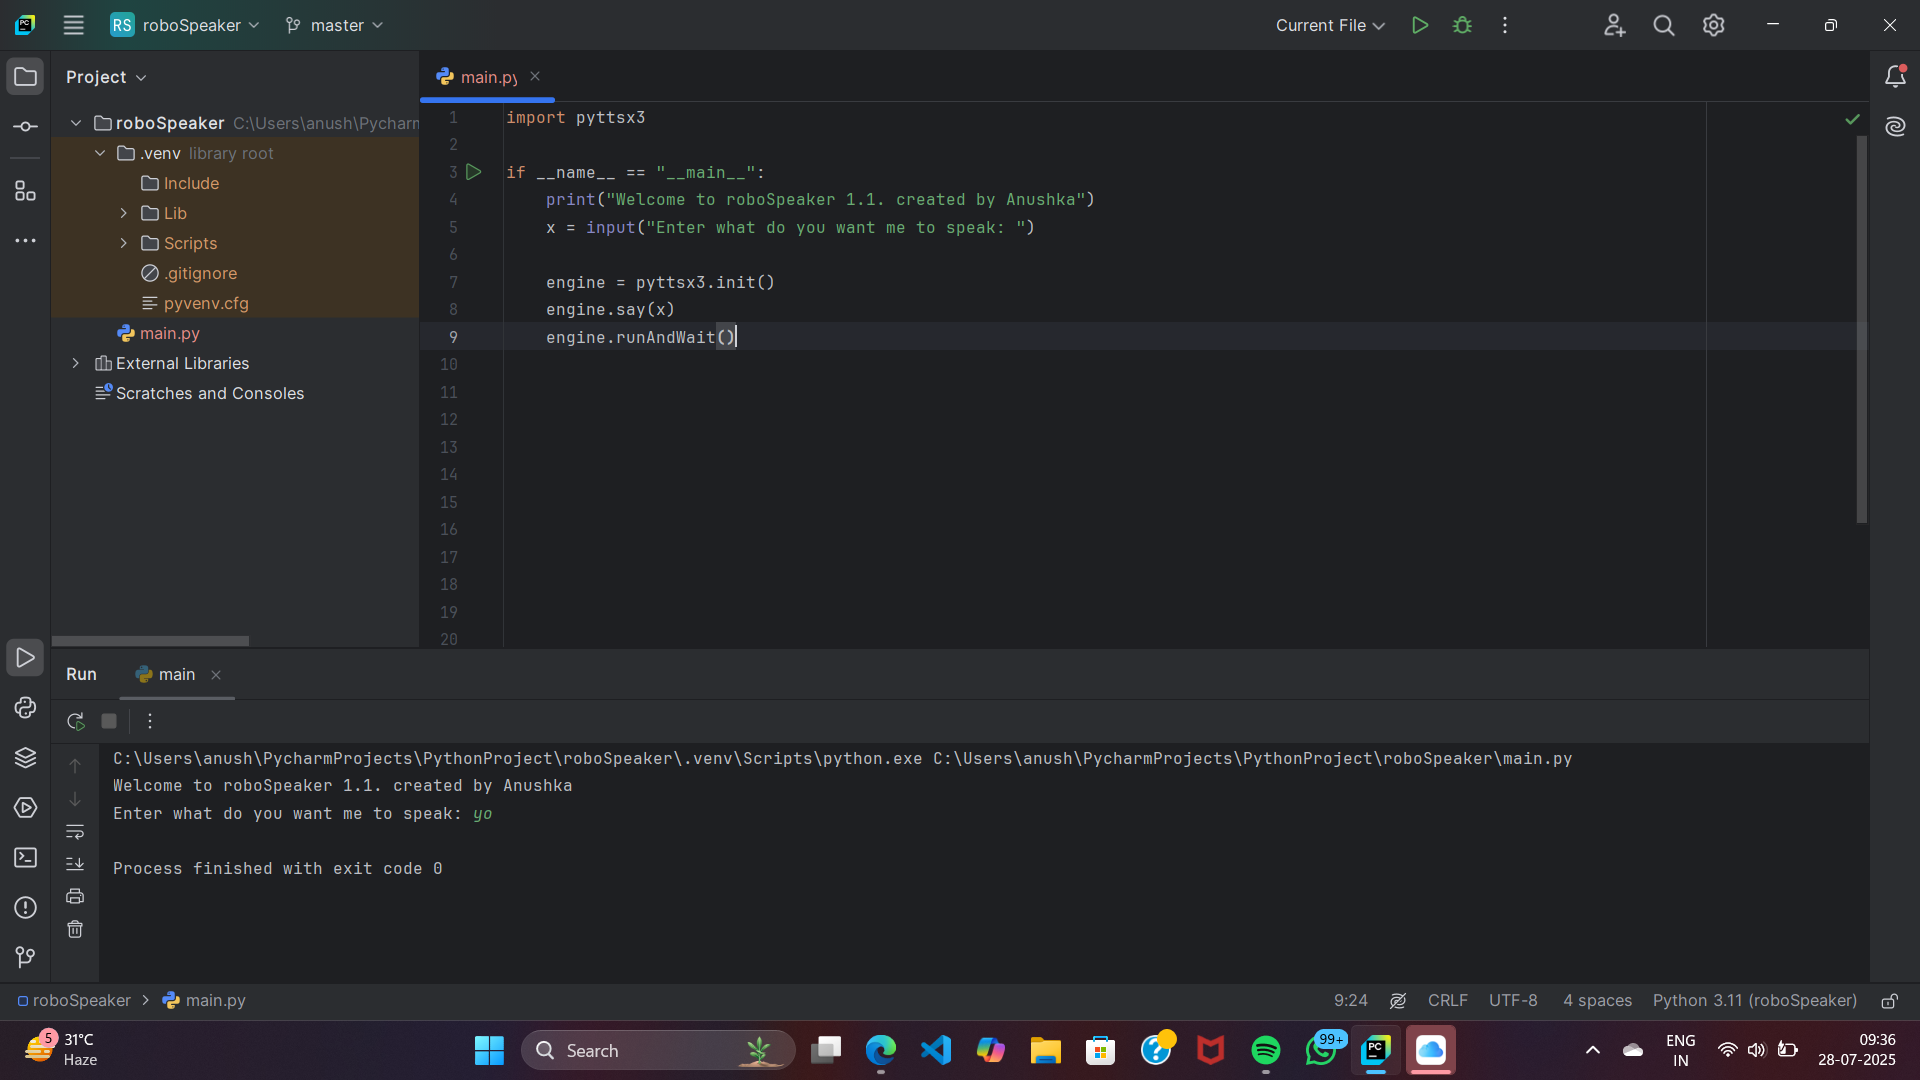 RS roboSpeaker master Current File
Project
main.py
roboSpeaker C:\Users\anush\Pycharm
.venv library root
Include
Lib
Scripts
.gitignore
pyvenv.cfg
main.py
External Libraries
Scratches and Consoles
1 import pyttsx3
2
3 if __name__ == "__main__":
4 print("Welcome to roboSpeaker 1.1. created by Anushka")
5 x = input("Enter what do you want me to speak: ")
6
7 engine = pyttsx3.init()
8 engine.say(x)
9 engine.runAndWait()
10
11
12
13
14
15
16
17
18
19
20
Run main
C:\Users\anush\PycharmProjects\PythonProject\roboSpeaker\.venv\Scripts\python.exe C:\Users\anush\PycharmProjects\PythonProject\roboSpeaker\main.py
Welcome to roboSpeaker 1.1. created by Anushka
Enter what do you want me to speak: yo
Process finished with exit code 0
roboSpeaker main.py 9:24 CRLF UTF-8 4 spaces Python 3.11 (roboSpeaker)
5
31°C
Haze
Search
99+
PC
ENG
IN
09:36
28-07-2025